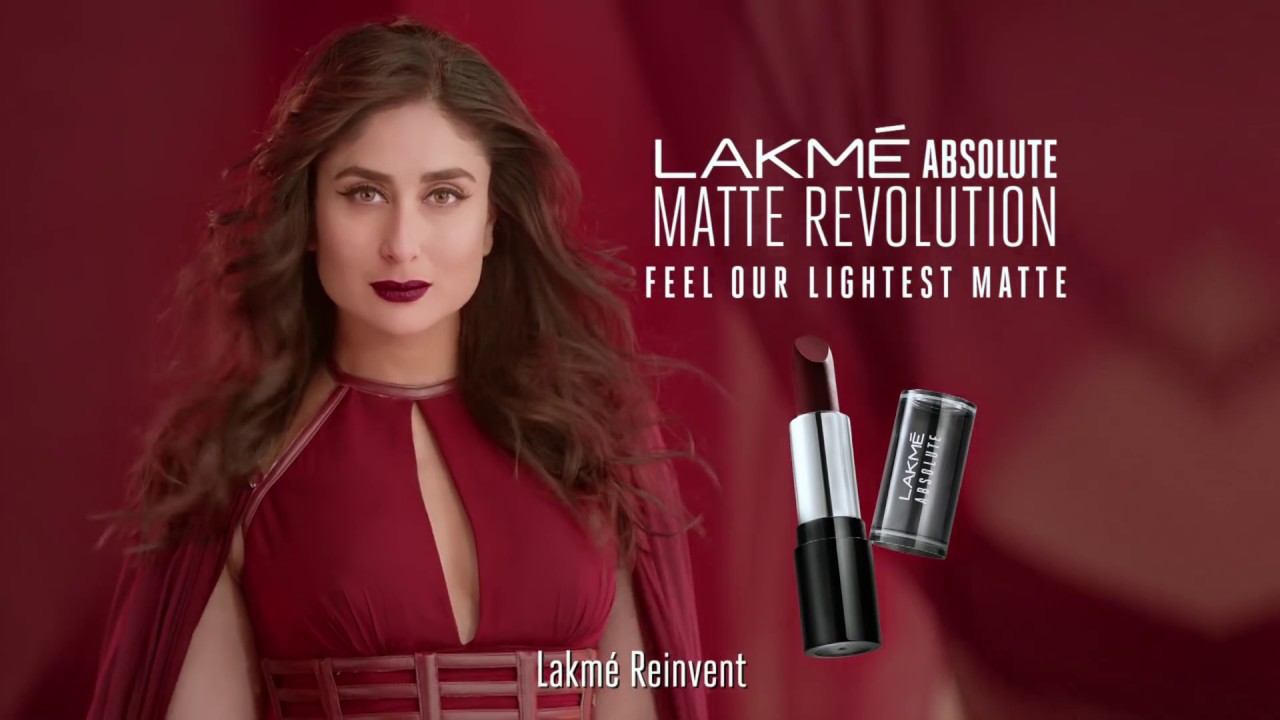 LAKMÉ ABSOLUTE
MATTE REVOLUTION
FEEL OUR LIGHTEST MATTE
LAKMÉ
ABSOLUTE
Lakmé Reinvent